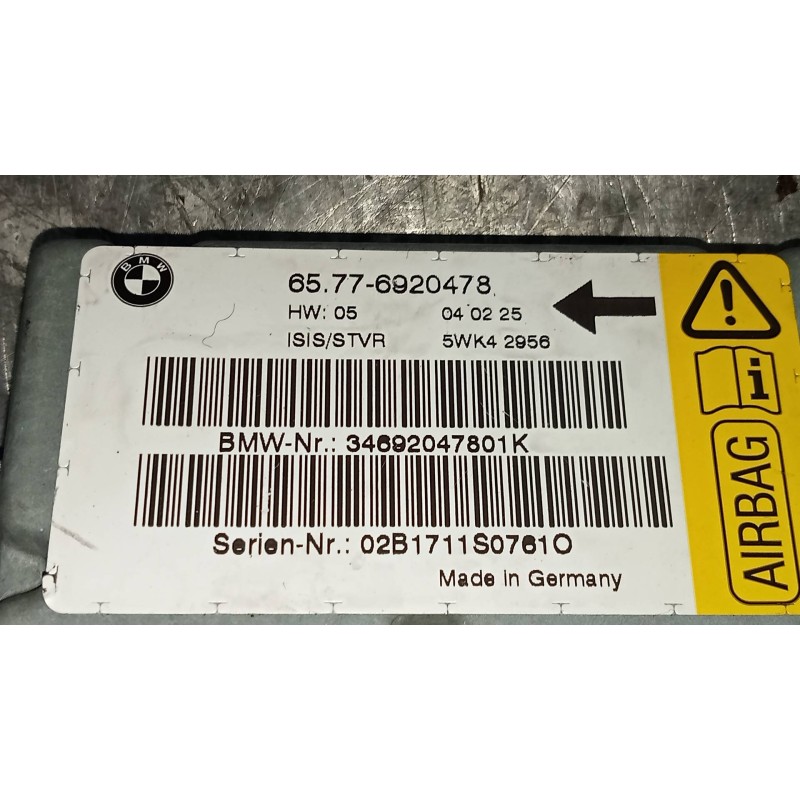 BMW
65.77-6920478
HW: 05 04 02 25
ISIS/STVR 5WK4 2956
BMW-Nr.: 34692047801K
Serien-Nr.: 02B1711S0761O
Made in Germany
! 
i
AIRBAG